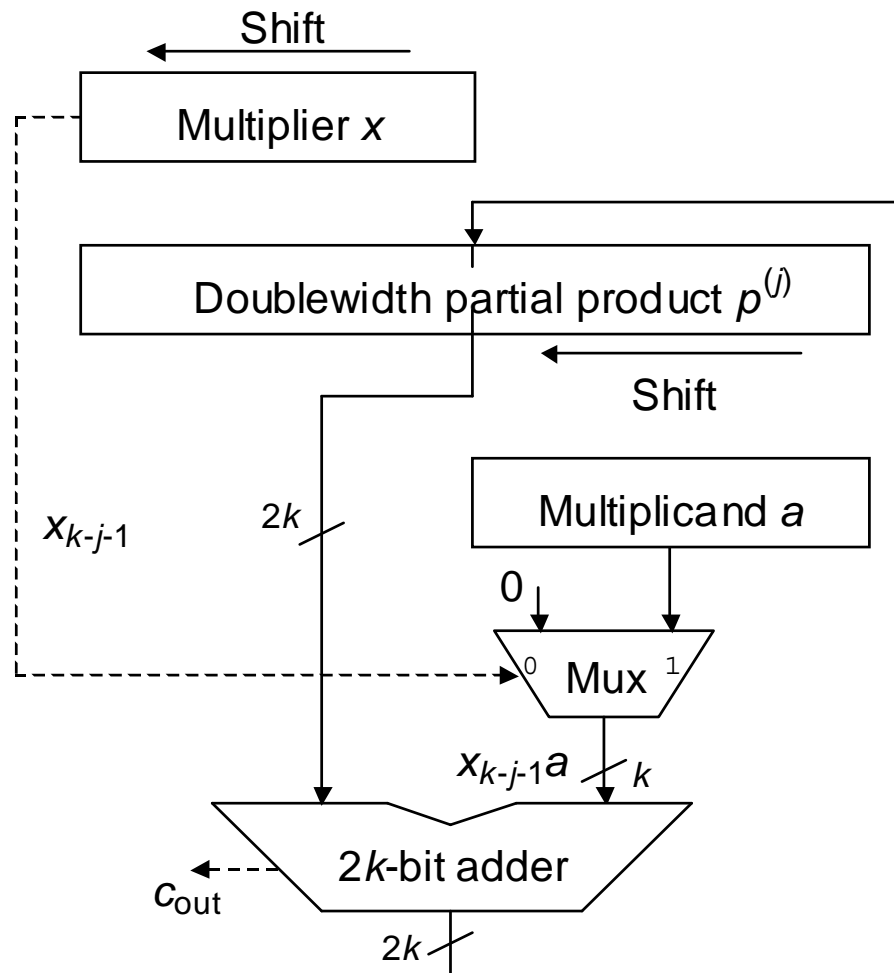 Shift
Multiplier x
Doublewidth partial product p^(j)
Shift
Multiplicand a
x_{k-j-1}
2k
0
0 Mux 1
x_{k-j-1}a
k
2k-bit adder
c_out
2k